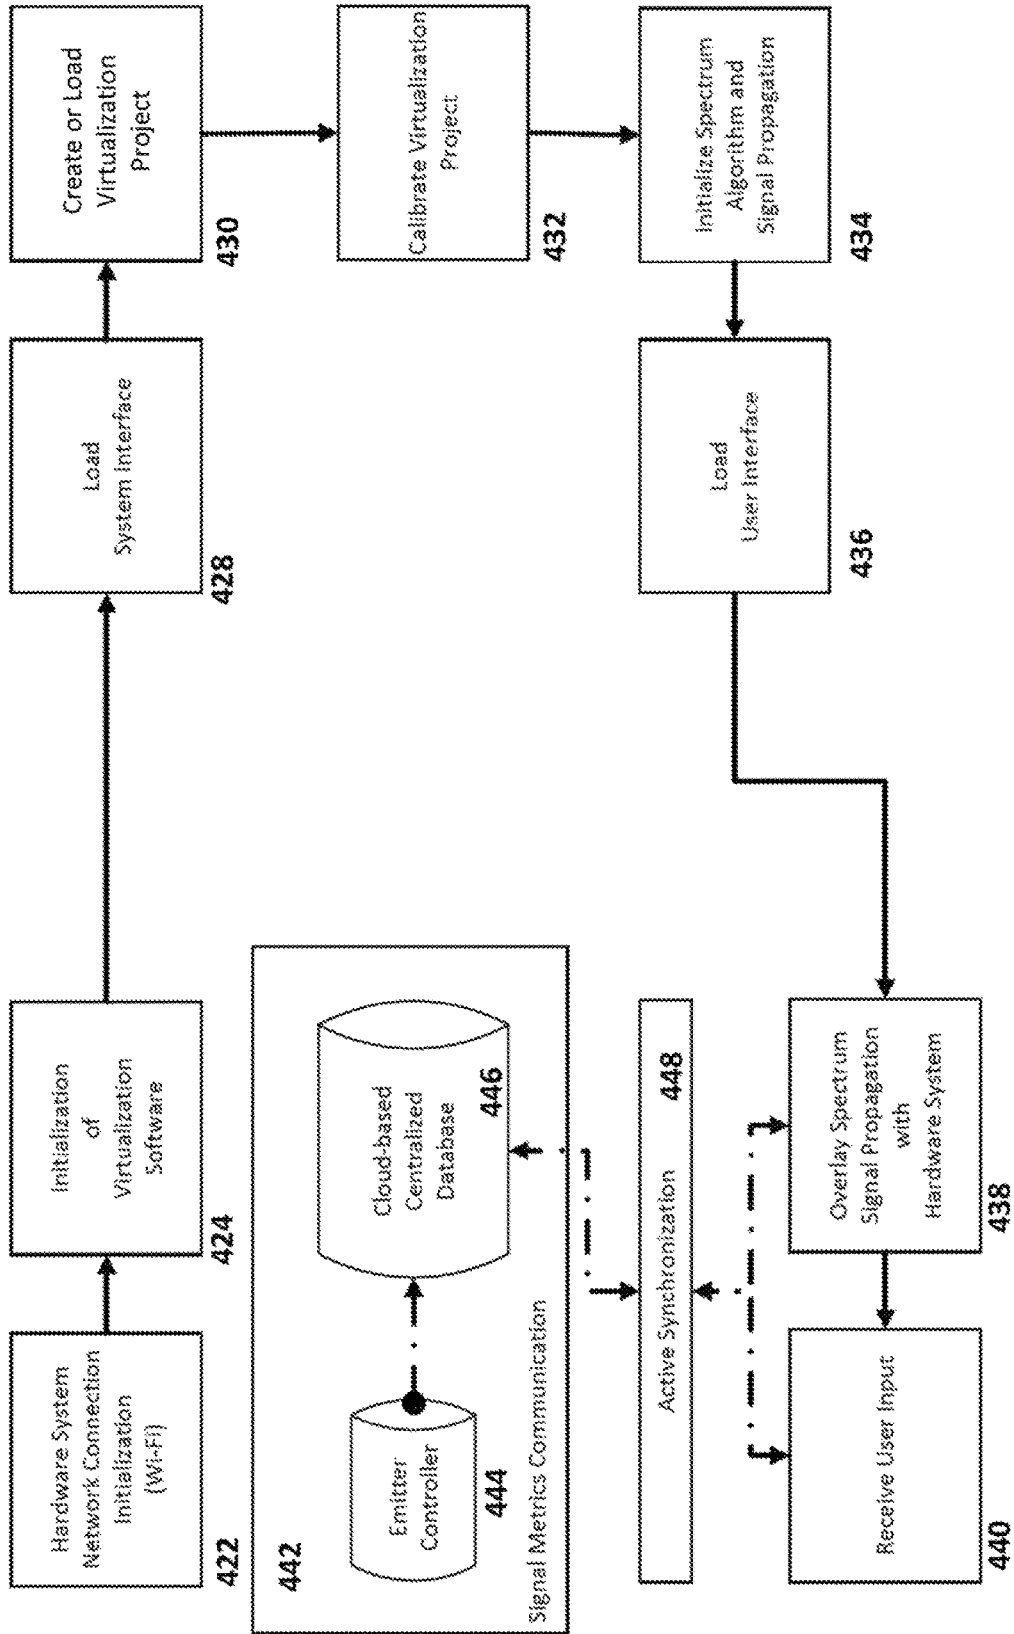 Hardware System
Network Connection
Initialization
(Wi-Fi)
422
Initialization
of
Virtualization
Software
424
Load
System Interface
428
Create or Load
Virtualization
Project
430
Calibrate Virtualization
Project
432
Initialize Spectrum
Algorithm and
Signal Propagation
434
Load
User Interface
436
442
Emitter
Controller
444
Cloud-based
Centralized
Database
446
Signal Metrics Communication
Active Synchronization
448
Overlay Spectrum
Signal Propagation
with
Hardware System
438
Receive User Input
440